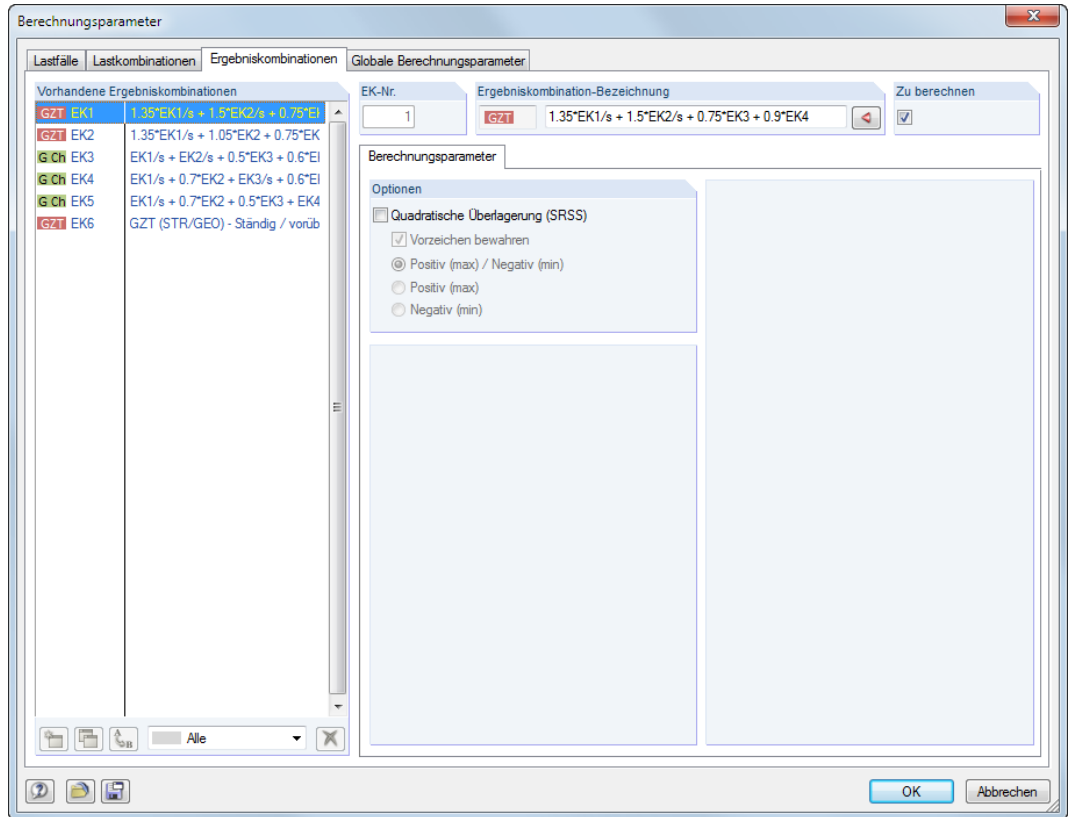 Berechnungsparameter
Lastfälle Lastkombinationen Ergebniskombinationen Globale Berechnungsparameter
Vorhandene Ergebniskombinationen
GZT EK1 1.35*EK1/s + 1.5*EK2/s + 0.75*EK
GZT EK2 1.35*EK1/s + 1.05*EK2 + 0.75*EK
G Ch EK3 EK1/s + EK2/s + 0.5*EK3 + 0.6*EI
G Ch EK4 EK1/s + 0.7*EK2 + EK3/s + 0.6*EI
G Ch EK5 EK1/s + 0.7*EK2 + 0.5*EK3 + EK4
GZT EK6 GZT (STR/GEO) - Ständig / vorüb
Alle
EK-Nr.
1
Ergebniskombination-Bezeichnung
GZT 1.35*EK1/s + 1.5*EK2/s + 0.75*EK3 + 0.9*EK4
Zu berechnen
Berechnungsparameter
Optionen
Quadratische Überlagerung (SRSS)
Vorzeichen bewahren
Positiv (max) / Negativ (min)
Positiv (max)
Negativ (min)
OK Abbrechen